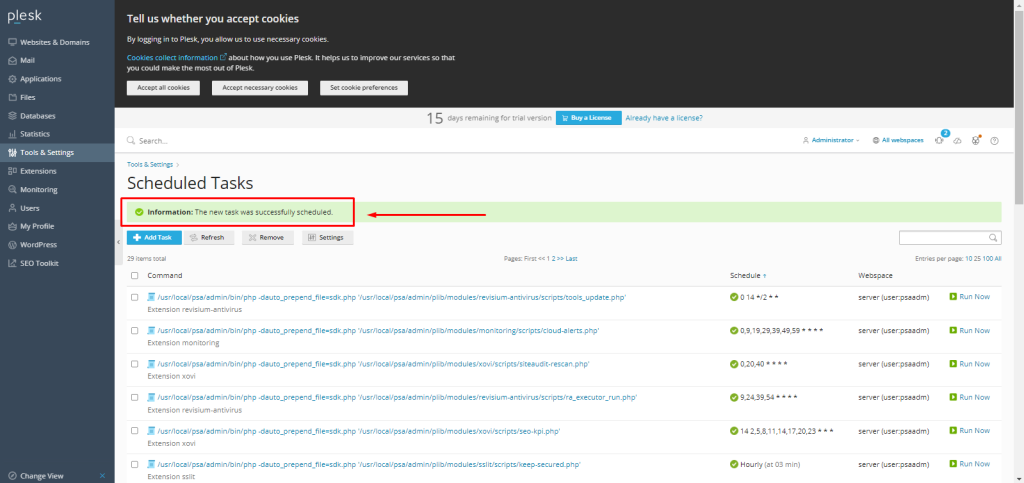 plesk
Tell us whether you accept cookies
By logging in to Plesk, you allow us to use necessary cookies.
Cookies collect information about how you use Plesk. It helps us to improve our services so that
you could make the most out of Plesk.
Accept all cookies Accept necessary cookies Set cookie preferences
Websites & Domains
Mail
Applications
Files
Databases
Statistics
Tools & Settings
Extensions
Monitoring
Users
My Profile
WordPress
SEO Toolkit
Change View
15 days remaining for trial version Buy a License Already have a license?
Search... Administrator All webspaces 2
Tools & Settings >
Scheduled Tasks
Information: The new task was successfully scheduled.
Add Task Refresh Remove Settings
29 items total Pages: First << 1 2 >> Last Entries per page: 10 25 100 All
Command Schedule Webspace
/usr/local/psa/admin/bin/php -dauto_prepend_file=sdk.php '/usr/local/psa/admin/plib/modules/revisium-antivirus/scripts/tools_update.php' 0 14 */2 * * server (user:psaadm) Run Now
Extension revisium-antivirus
/usr/local/psa/admin/bin/php -dauto_prepend_file=sdk.php '/usr/local/psa/admin/plib/modules/monitoring/scripts/cloud-alerts.php' 0,9,19,29,39,49,59 * * * * server (user:psaadm) Run Now
Extension monitoring
/usr/local/psa/admin/bin/php -dauto_prepend_file=sdk.php '/usr/local/psa/admin/plib/modules/xovi/scripts/siteaudit-rescan.php' 0,20,40 * * * * server (user:psaadm) Run Now
Extension xovi
/usr/local/psa/admin/bin/php -dauto_prepend_file=sdk.php '/usr/local/psa/admin/plib/modules/revisium-antivirus/scripts/ra_executor_run.php' 9,24,39,54 * * * * server (user:psaadm) Run Now
Extension revisium-antivirus
/usr/local/psa/admin/bin/php -dauto_prepend_file=sdk.php '/usr/local/psa/admin/plib/modules/xovi/scripts/seo-kpi.php' 14 2,5,8,11,14,17,20,23 * * * server (user:psaadm) Run Now
Extension xovi
/usr/local/psa/admin/bin/php -dauto_prepend_file=sdk.php '/usr/local/psa/admin/plib/modules/sslit/scripts/keep-secured.php' Hourly (at 03 min) server (user:psaadm) Run Now
Extension sslit